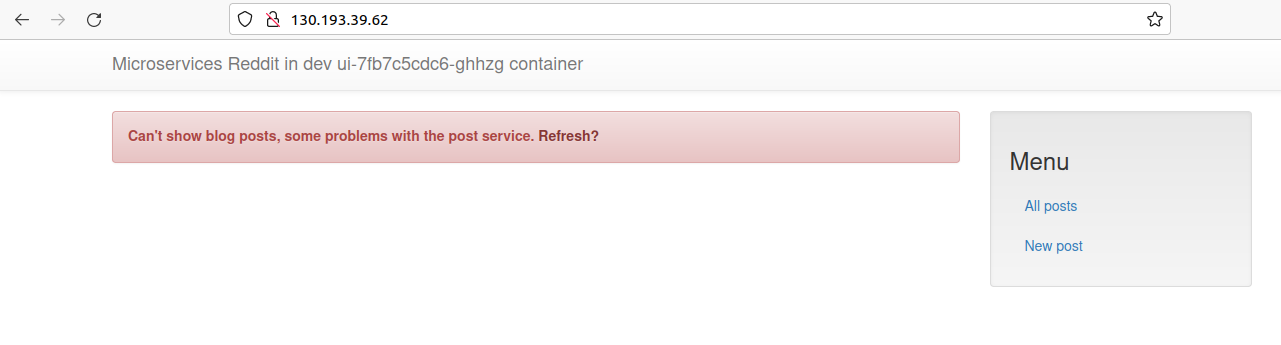 130.193.39.62
Microservices Reddit in dev ui-7fb7c5cdc6-ghhzg container
Can't show blog posts, some problems with the post service. Refresh?
Menu
All posts
New post